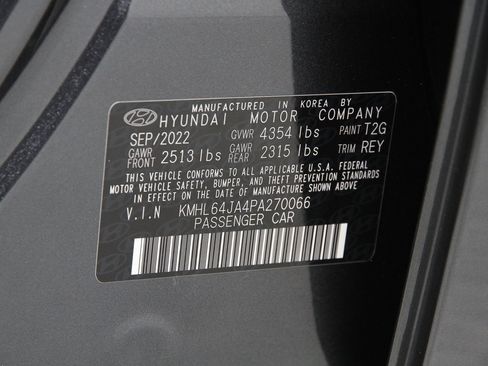 MANUFACTURED IN KOREA BY
HYUNDAI MOTOR COMPANY
SEP/2022 GVWR 4354 lbs PAINT T2G
GAWR FRONT 2513 lbs GAWR REAR 2315 lbs TRIM REY
THIS VEHICLE CONFORMS TO ALL APPLICABLE U.S.A. FEDERAL
MOTOR VEHICLE SAFETY, BUMPER, AND THEFT PREVENTION STANDARDS
IN EFFECT ON THE DATE OF MANUFACTURE SHOWN ABOVE.
V.I.N KMHL64JA4PA270066
PASSENGER CAR